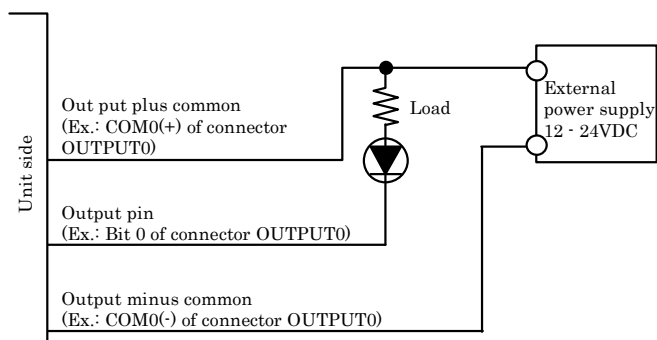 Out put plus common
(Ex.: COM0(+) of connector
OUTPUT0)
Load
External
power supply
12 - 24VDC
Unit side
Output pin
(Ex.: Bit 0 of connector OUTPUT0)
Output minus common
(Ex.: COM0(-) of connector OUTPUT0)